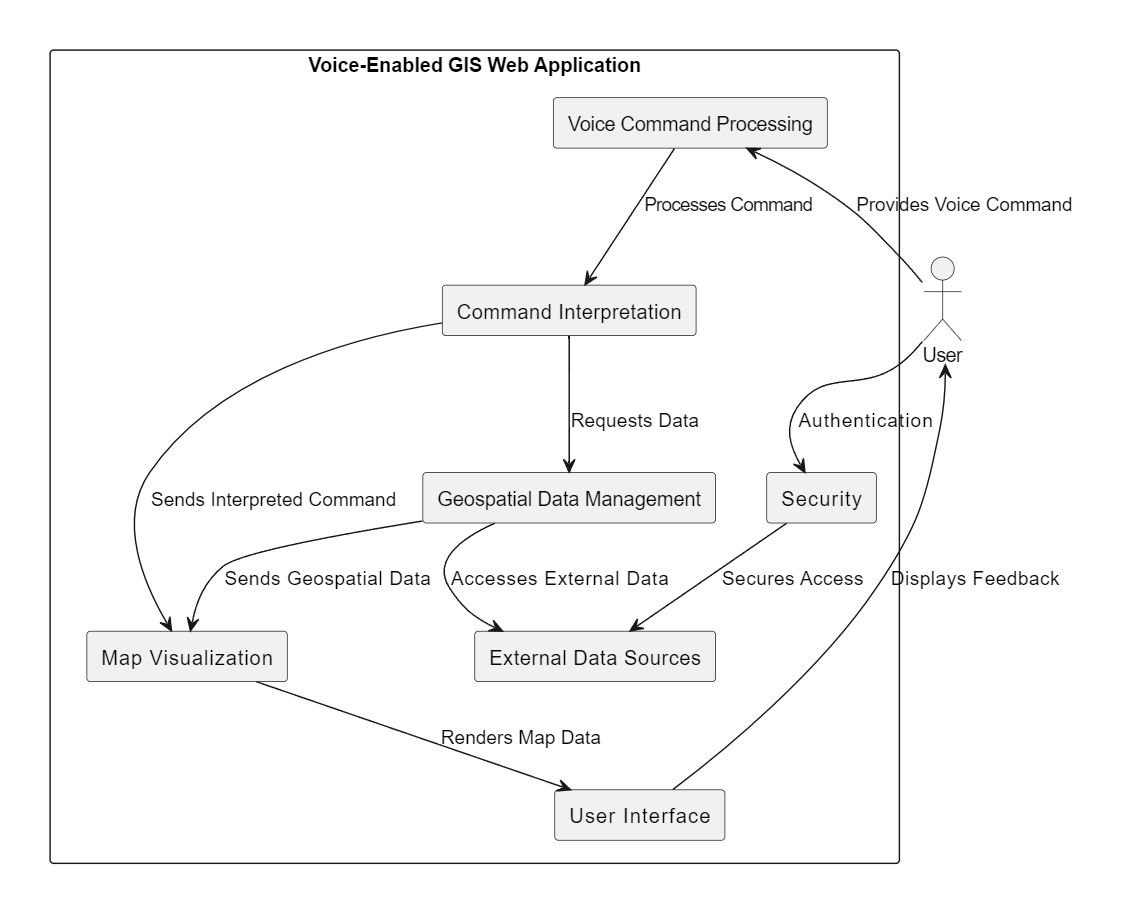 Voice-Enabled GIS Web Application
Voice Command Processing
Processes Command
Provides Voice Command
Command Interpretation
User
Requests Data
Authentication
Sends Interpreted Command
Geospatial Data Management
Security
Sends Geospatial Data
Accesses External Data
Secures Access
Displays Feedback
Map Visualization
External Data Sources
Renders Map Data
User Interface